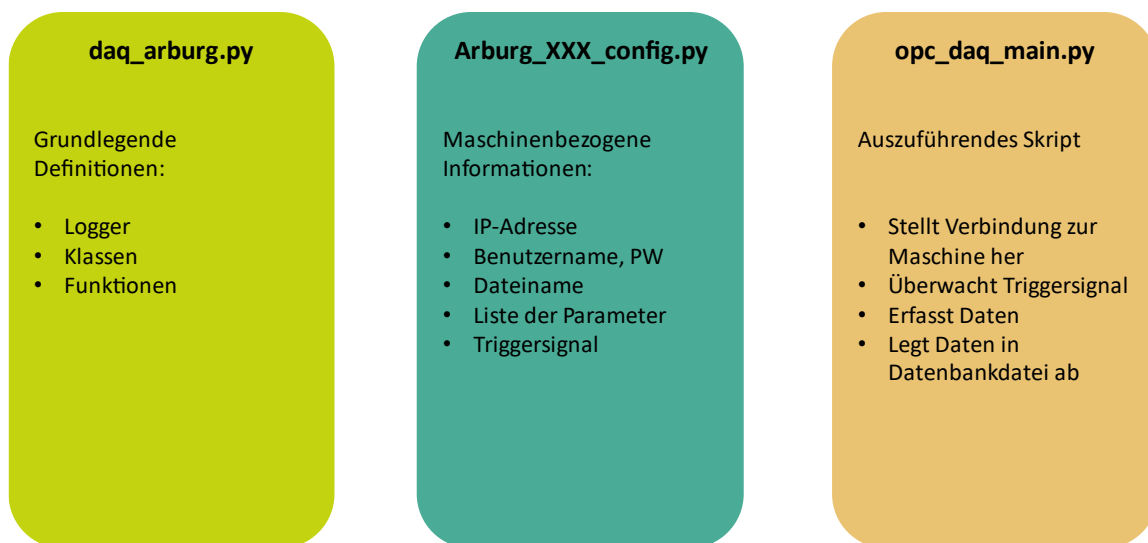 daq_arburg.py
Grundlegende
Definitionen:
• Logger
• Klassen
• Funktionen
Arburg_XXX_config.py
Maschinenbezogene
Informationen:
• IP-Adresse
• Benutzername, PW
• Dateiname
• Liste der Parameter
• Triggersignal
opc_daq_main.py
Auszuführendes Skript
• Stellt Verbindung zur
Maschine her
• Überwacht Triggersignal
• Erfasst Daten
• Legt Daten in
Datenbankdatei ab